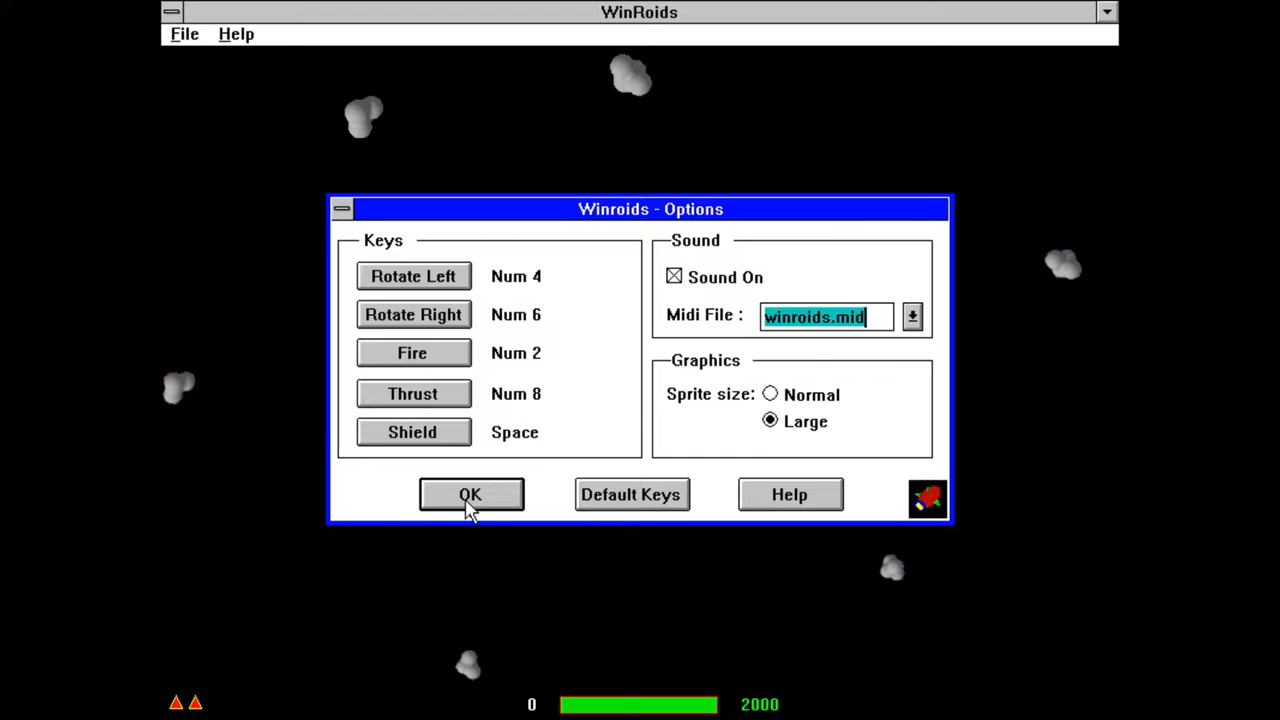 WinRoids
File Help
Winroids - Options
Keys
Rotate Left Num 4
Rotate Right Num 6
Fire Num 2
Thrust Num 8
Shield Space
Sound
Sound On
Midi File : winroids.mid
Graphics
Sprite size: Normal
Large
OK Default Keys Help
0 2000